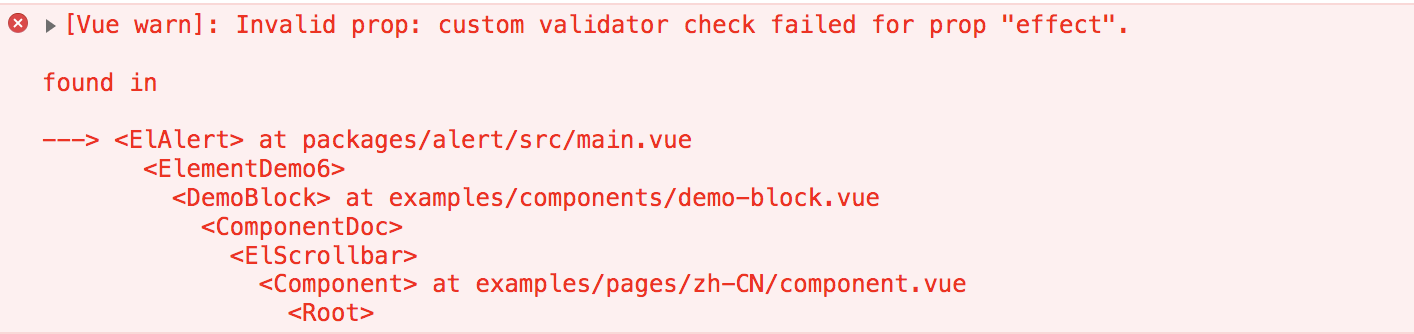 [Vue warn]: Invalid prop: custom validator check failed for prop "effect".
found in
---> <ElAlert> at packages/alert/src/main.vue
<ElementDemo6>
<DemoBlock> at examples/components/demo-block.vue
<ComponentDoc>
<ElScrollbar>
<Component> at examples/pages/zh-CN/component.vue
<Root>